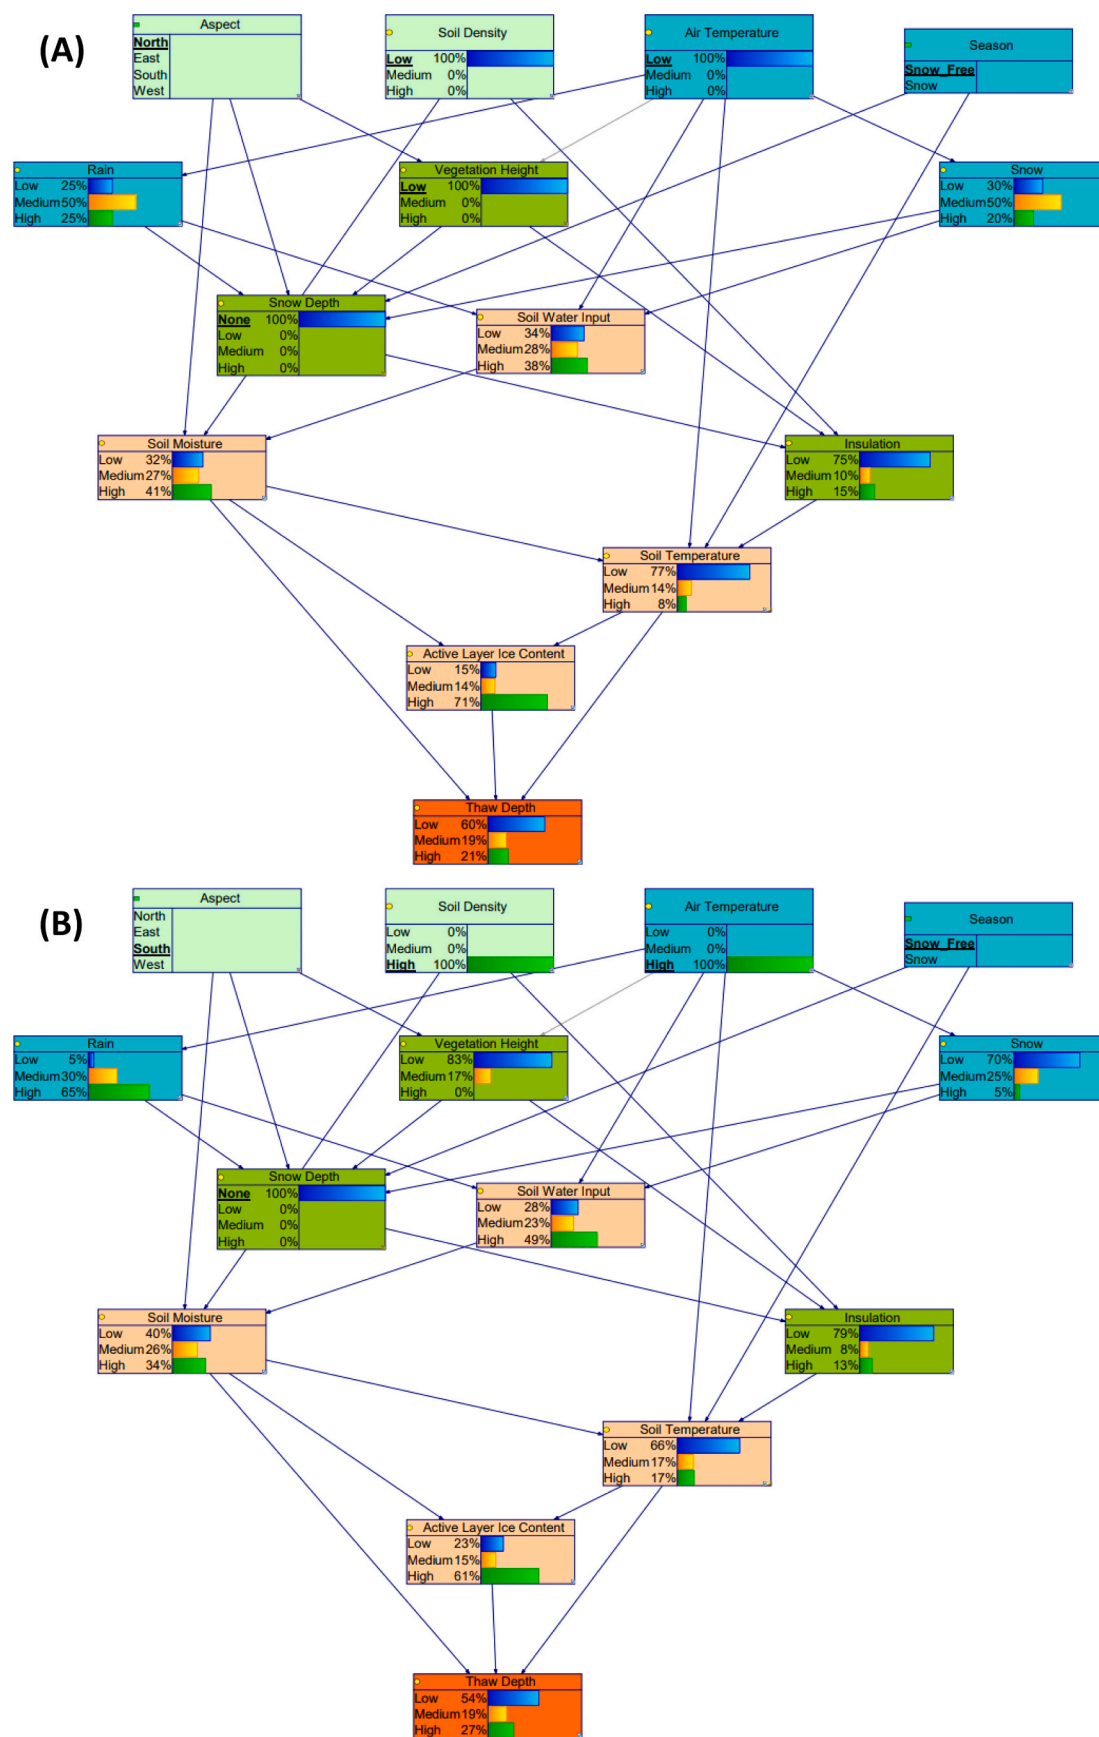 (A)
Aspect
North
East
South
West
Soil Density
Low 100%
Medium 0%
High 0%
Air Temperature
Low 100%
Medium 0%
High 0%
Season
Snow_Free
Snow
Rain
Low 25%
Medium 50%
High 25%
Vegetation Height
Low 100%
Medium 0%
High 0%
Snow
Low 30%
Medium 50%
High 20%
Snow Depth
None 100%
Low 0%
Medium 0%
High 0%
Soil Water Input
Low 34%
Medium 28%
High 38%
Soil Moisture
Low 32%
Medium 27%
High 41%
Insulation
Low 75%
Medium 10%
High 15%
Soil Temperature
Low 77%
Medium 14%
High 8%
Active Layer Ice Content
Low 15%
Medium 14%
High 71%
Thaw Depth
Low 60%
Medium 19%
High 21%
(B)
Aspect
North
East
South
West
Soil Density
Low 0%
Medium 0%
High 100%
Air Temperature
Low 0%
Medium 0%
High 100%
Season
Snow_Free
Snow
Rain
Low 5%
Medium 30%
High 65%
Vegetation Height
Low 83%
Medium 17%
High 0%
Snow
Low 70%
Medium 25%
High 5%
Snow Depth
None 100%
Low 0%
Medium 0%
High 0%
Soil Water Input
Low 28%
Medium 23%
High 49%
Soil Moisture
Low 40%
Medium 26%
High 34%
Insulation
Low 79%
Medium 8%
High 13%
Soil Temperature
Low 66%
Medium 17%
High 17%
Active Layer Ice Content
Low 23%
Medium 15%
High 61%
Thaw Depth
Low 54%
Medium 19%
High 27%